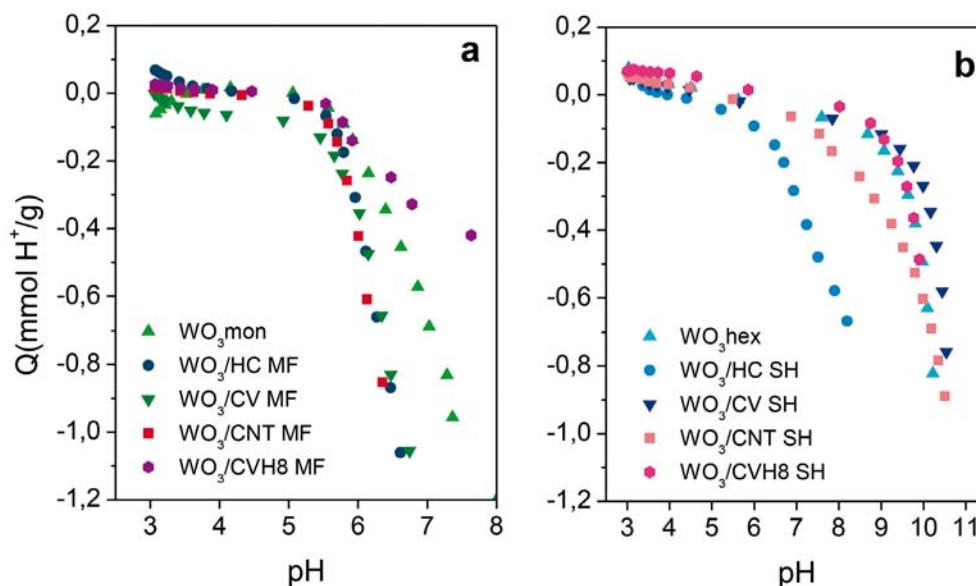 Q(mmol H⁺/g)
0,2
0,0
-0,2
-0,4
-0,6
-0,8
-1,0
-1,2
a
WO₃mon
WO₃/HC MF
WO₃/CV MF
WO₃/CNT MF
WO₃/CVH8 MF
3 4 5 6 7 8
pH
0,2
0,0
-0,2
-0,4
-0,6
-0,8
-1,0
-1,2
b
WO₃hex
WO₃/HC SH
WO₃/CV SH
WO₃/CNT SH
WO₃/CVH8 SH
3 4 5 6 7 8 9 10 11
pH